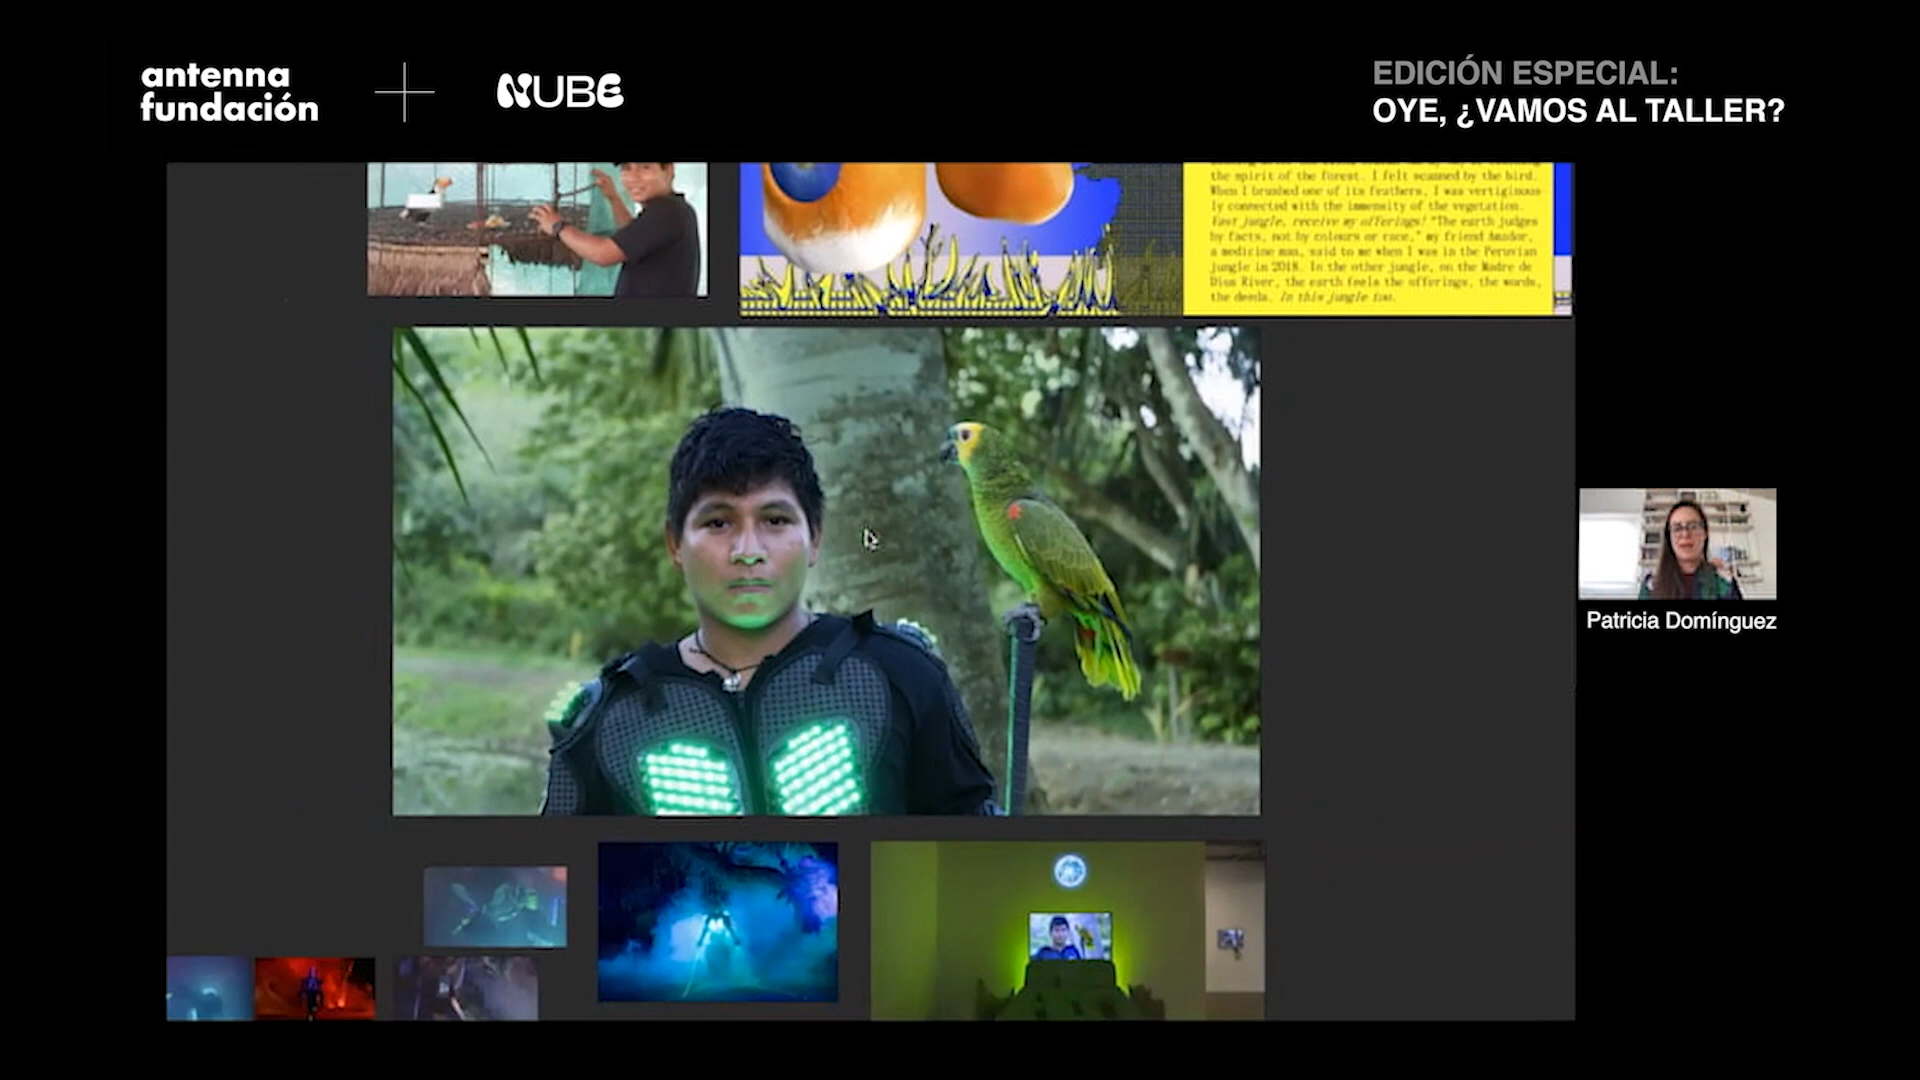 antenna
fundación
NUBE
EDICIÓN ESPECIAL:
OYE, ¿VAMOS AL TALLER?
the spirit of the forest. I felt scanned by the bird.
When I brushed one of its feathers, I was vertiginous-
ly connected with the immensity of the vegetation.
Vast jungle, receive my offerings! "The earth judges
by facts, not by colours or race," my friend Amador,
a medicine man, said to me when I was in the Peruvian
jungle in 2018. In the other jungle, on the Madre de
Dios River, the earth feels the offerings, the words,
the deeds. In this jungle too.
Patricia Domínguez